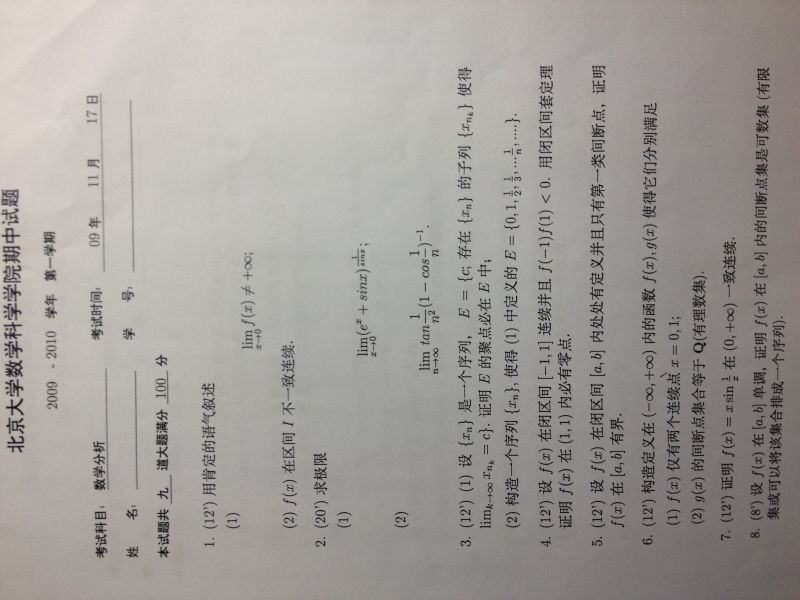 北京大学数学科学学院期中试题
2009 - 2010 学年 第一学期
考试科目: 数学分析 考试时间: 09 年 11 月 17 日
姓 名: 学 号:
本试题共 九 道大题满分 100 分
1. (12') 用肯定的语气叙述
(1)
lim_{x→0} f(x) ≠ +∞;
(2) f(x) 在区间 I 不一致连续.
2. (20') 求极限
(1)
lim_{x→0} (e^x + sinx)^{\frac{1}{sinx}};
(2)
lim_{n→∞} tan\frac{1}{n^2}(1 − cos\frac{1}{n})^{-1}.
3. (12') (1) 设 {x_n} 是一个序列, E = {c; 存在 {x_n} 的子列 {x_{n_k}} 使得
lim_{k→∞} x_{n_k} = c}. 证明 E 的聚点必在 E 中;
(2) 构造一个序列 {x_n}, 使得 (1) 中定义的 E = {0, 1, \frac{1}{2}, \frac{1}{3}, ...\frac{1}{n}, ....}.
4. (12') 设 f(x) 在闭区间 [−1, 1] 连续并且 f(−1)f(1) < 0. 用闭区间套定理
证明 f(x) 在 (1, 1) 内必有零点.
5. (12') 设 f(x) 在闭区间 [a, b] 内处处有定义并且只有第一类间断点, 证明
f(x) 在 [a, b] 有界.
6. (12') 构造定义在 (−∞, +∞) 内的函数 f(x), g(x) 使得它们分别满足
(1) f(x) 仅有两个连续点 x = 0, 1;
(2) g(x) 的间断点集合等于 Q(有理数集).
7. (12') 证明 f(x) = x sin \frac{1}{x} 在 (0, +∞) 一致连续.
8. (8') 设 f(x) 在 [a, b] 单调, 证明 f(x) 在 [a, b] 内的间断点集是可数集 (有限
集或可以将该集合排成一个序列).